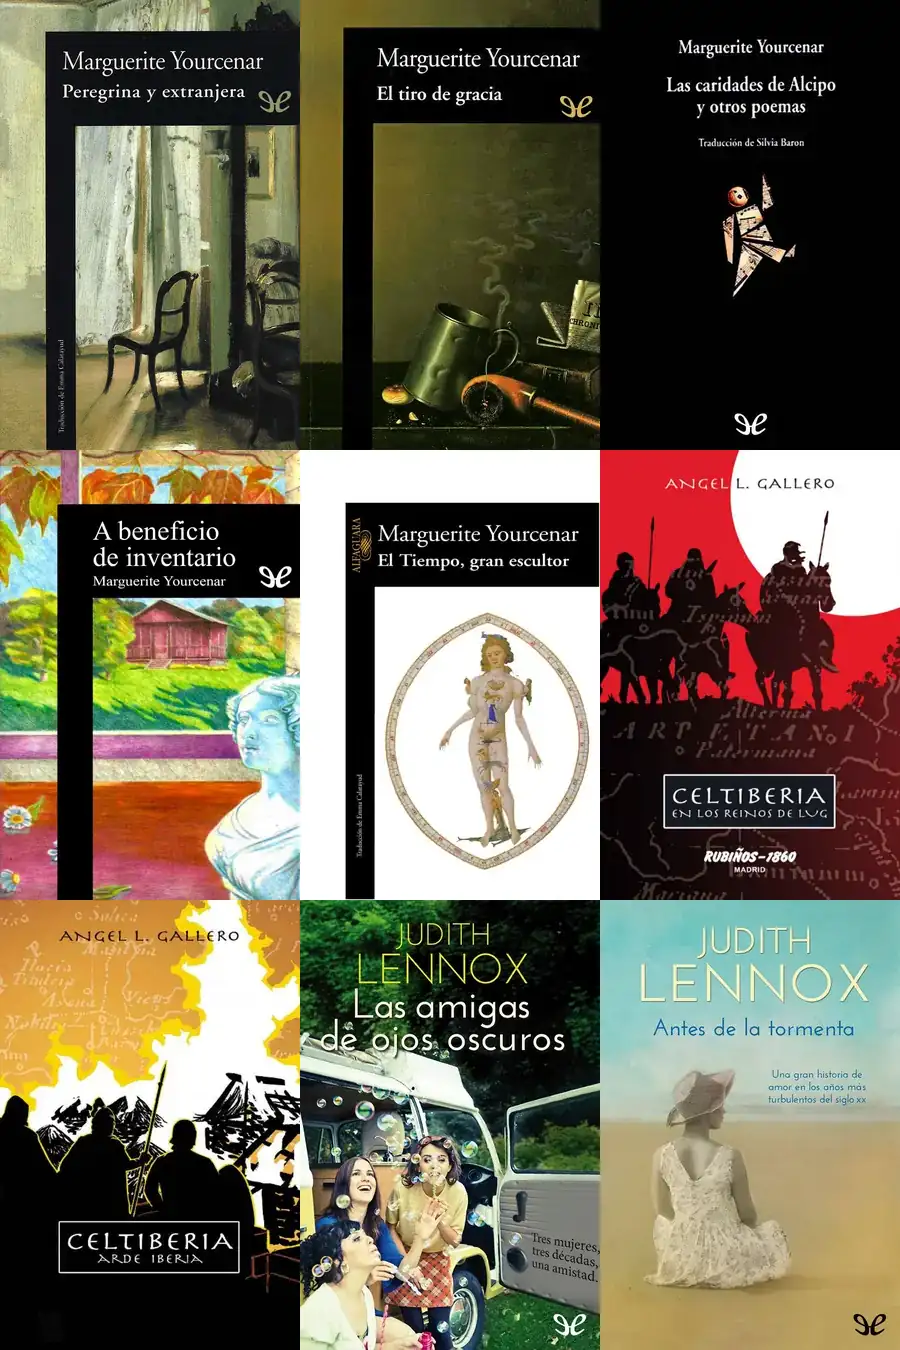 Marguerite Yourcenar
Peregrina y extranjera
Traducción de Emma Calatayud
Marguerite Yourcenar
El tiro de gracia
CHRONI
Marguerite Yourcenar
Las caridades de Alcipo
y otros poemas
Traducción de Silvia Baron
A beneficio
de inventario
Marguerite Yourcenar
ALFAGUARA
Marguerite Yourcenar
El Tiempo, gran escultor
Traducción de Emma Calatayud
ANGEL L. GALLERO
ARPETANI
CELTIBERIA
EN LOS REINOS DE LUG
RUBIÑOS-1860
MADRID
ANGEL L. GALLERO
CELTIBERIA
ARDE IBERIA
JUDITH
LENNOX
Las amigas
de ojos oscuros
Tres mujeres,
tres décadas,
una amistad.
JUDITH
LENNOX
Antes de la tormenta
Una gran historia de
amor en los años más
turbulentos del siglo XX